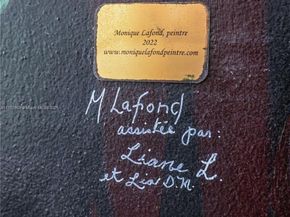 Monique Lafond, peintre
2022
www.moniquelafondpeintre.com
M Lafond
assistée par:
Liane L.
et Lise D.M.